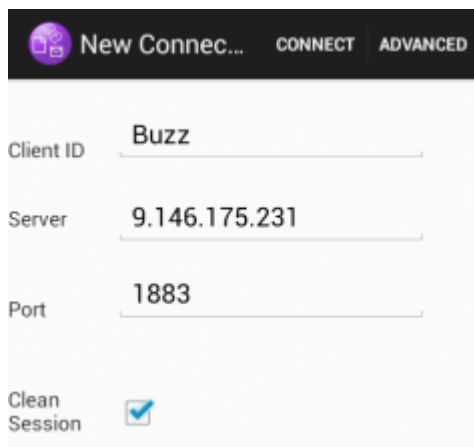 New Connec... CONNECT ADVANCED
Client ID Buzz
Server 9.146.175.231
Port 1883
Clean
Session